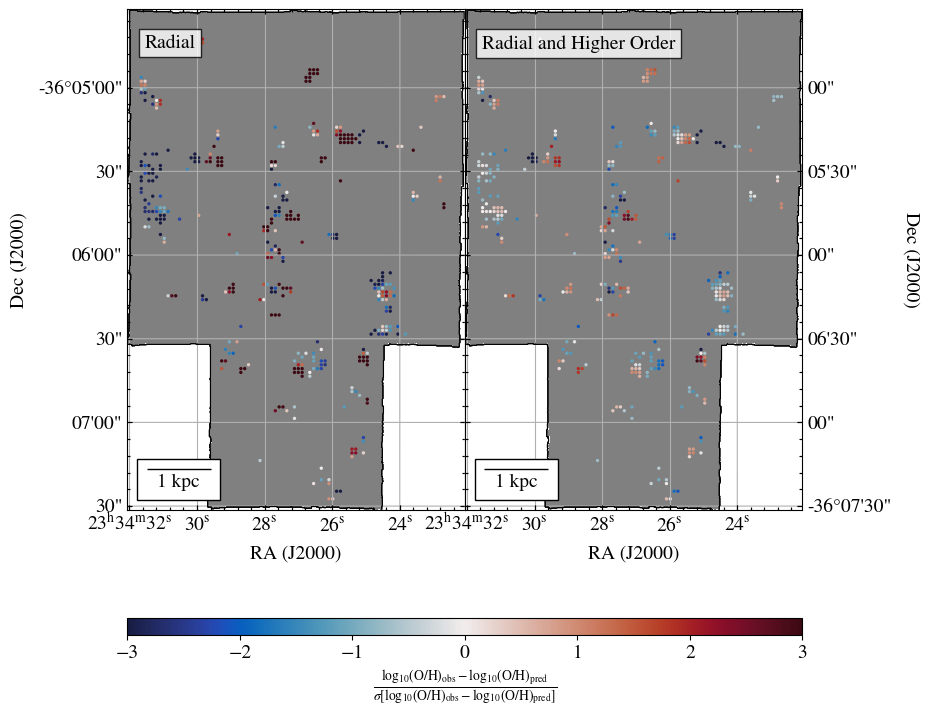 Radial
Radial and Higher Order
-36°05'00"
30"
06'00"
30"
07'00"
30"
00"
05'30"
00"
06'30"
00"
-36°07'30"
Dec (J2000)
Dec (J2000)
1 kpc
1 kpc
23h34m32s 30s 28s 26s 24s 23h34m32s 30s 28s 26s 24s
RA (J2000)
RA (J2000)
−3 −2 −1 0 1 2 3
log10(O/H)obs − log10(O/H)pred
σ[log10(O/H)obs − log10(O/H)pred]